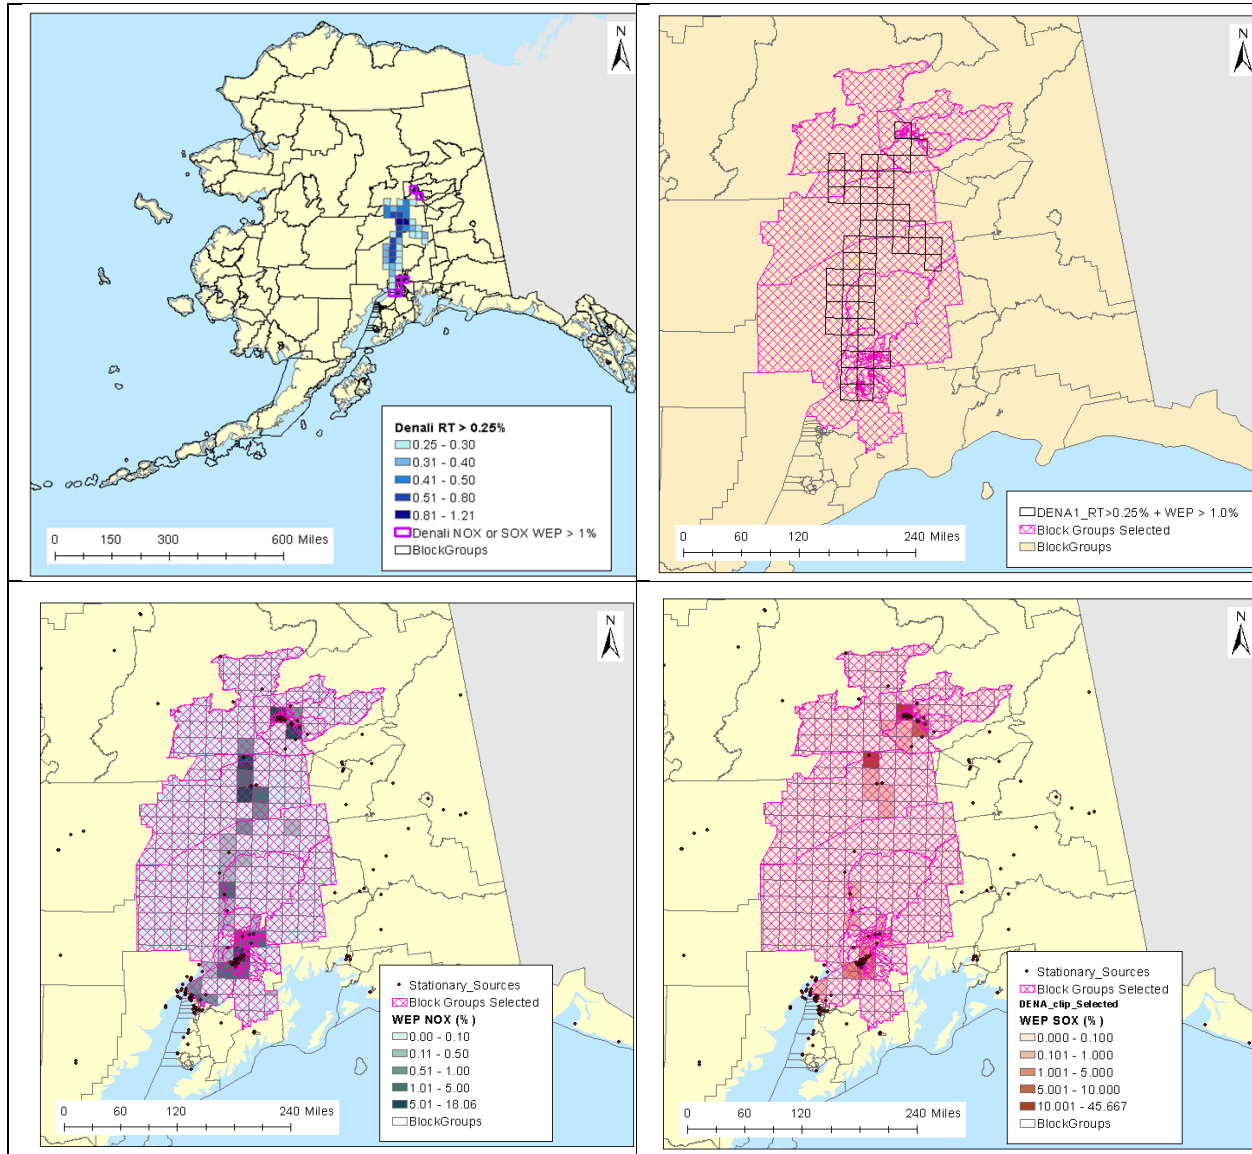 N
Denali RT > 0.25%
0.25 - 0.30
0.31 - 0.40
0.41 - 0.50
0.51 - 0.80
0.81 - 1.21
Denali NOX or SOX WEP > 1%
BlockGroups
0 150 300 600 Miles
N
DENA1_RT>0.25% + WEP > 1.0%
Block Groups Selected
BlockGroups
0 60 120 240 Miles
N
Stationary_Sources
Block Groups Selected
WEP NOX (%)
0.00 - 0.10
0.11 - 0.50
0.51 - 1.00
1.01 - 5.00
5.01 - 18.06
BlockGroups
0 60 120 240 Miles
N
Stationary_Sources
Block Groups Selected
DENA_clip_Selected
WEP SOX (%)
0.000 - 0.100
0.101 - 1.000
1.001 - 5.000
5.001 - 10.000
10.001 - 45.667
BlockGroups
0 60 120 240 Miles